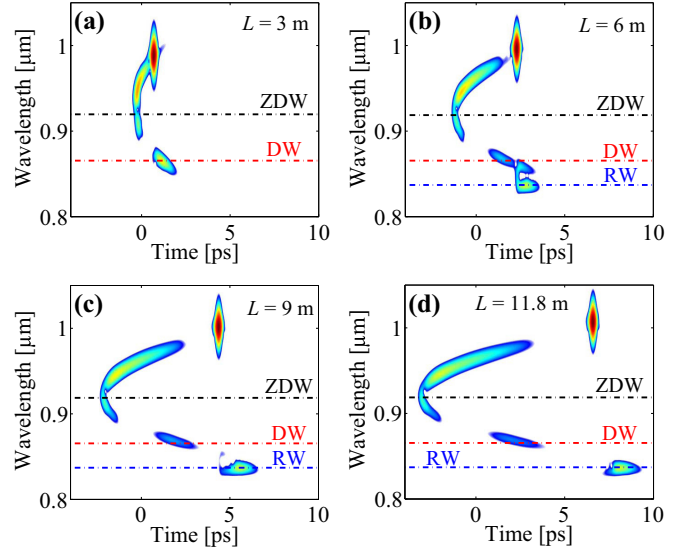 (a)
L = 3 m
1
0.9
0.8
Wavelength [µm]
ZDW
DW
0
5
10
Time [ps]
(b)
L = 6 m
1
0.9
0.8
Wavelength [µm]
ZDW
DW
RW
0
5
10
Time [ps]
(c)
L = 9 m
1
0.9
0.8
Wavelength [µm]
ZDW
DW
RW
0
5
10
Time [ps]
(d)
L = 11.8 m
1
0.9
0.8
Wavelength [µm]
ZDW
DW
RW
0
5
10
Time [ps]